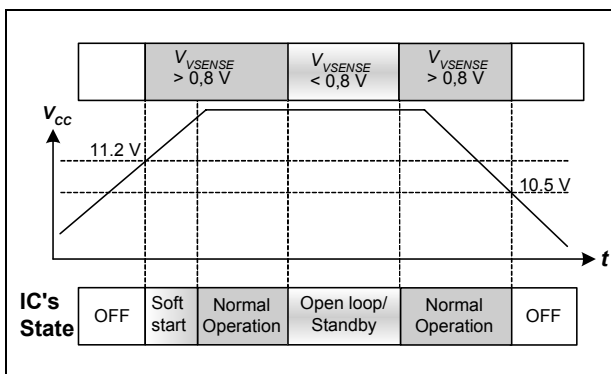 V_VSENSE
> 0,8 V
V_VSENSE
< 0,8 V
V_VSENSE
> 0,8 V
V_CC
11.2 V
10.5 V
t
IC's
State
OFF
Soft
start
Normal
Operation
Open loop/
Standby
Normal
Operation
OFF